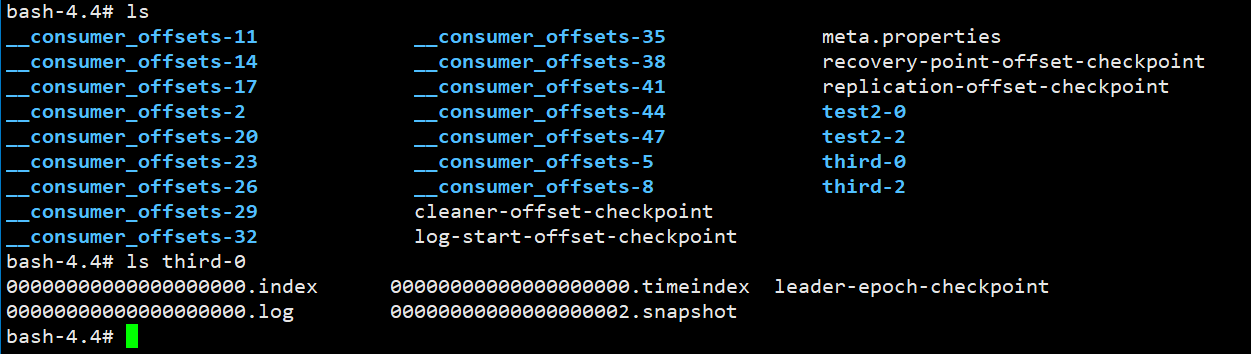 bash-4.4# ls
__consumer_offsets-11 __consumer_offsets-35 meta.properties
__consumer_offsets-14 __consumer_offsets-38 recovery-point-offset-checkpoint
__consumer_offsets-17 __consumer_offsets-41 replication-offset-checkpoint
__consumer_offsets-2 __consumer_offsets-44 test2-0
__consumer_offsets-20 __consumer_offsets-47 test2-2
__consumer_offsets-23 __consumer_offsets-5 third-0
__consumer_offsets-26 __consumer_offsets-8 third-2
__consumer_offsets-29 cleaner-offset-checkpoint
__consumer_offsets-32 log-start-offset-checkpoint
bash-4.4# ls third-0
00000000000000000000.index 00000000000000000000.timeindex leader-epoch-checkpoint
00000000000000000000.log 00000000000000000002.snapshot
bash-4.4#